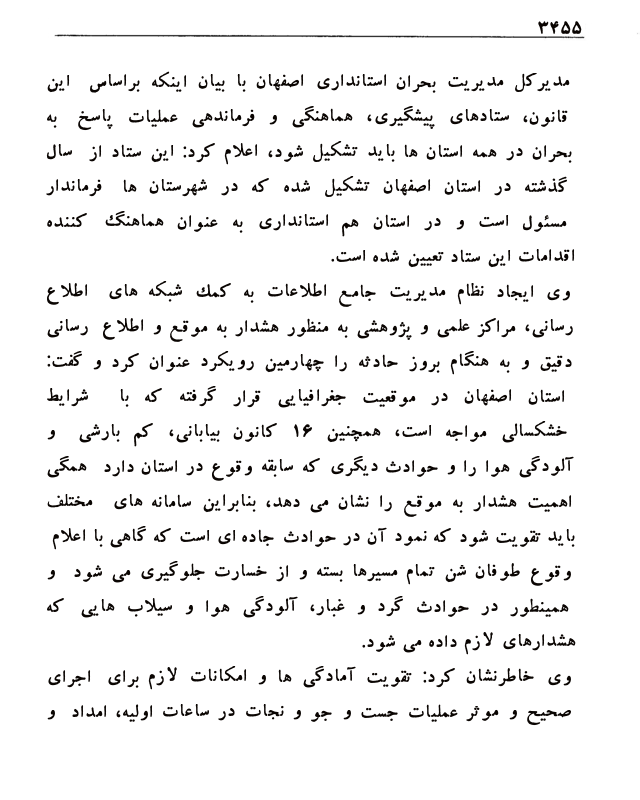 ۳۴۵۵
مدیرکل مدیریت بحران استانداری اصفهان با بیان اینکه براساس این
قانون، ستادهای پیشگیری، هماهنگی و فرماندهی عملیات پاسخ به
بحران در همه استان ها باید تشکیل شود، اعلام کرد: این ستاد از سال
گذشته در استان اصفهان تشکیل شده که در شهرستان ها فرماندار
مسئول است و در استان هم استانداری به عنوان هماهنگ کننده
اقدامات این ستاد تعیین شده است.
وی ایجاد نظام مدیریت جامع اطلاعات به کمک شبکه های اطلاع
رسانی، مراکز علمی و پژوهشی به منظور هشدار به موقع و اطلاع رسانی
دقیق و به هنگام بروز حادثه را چهارمین رویکرد عنوان کرد و گفت:
استان اصفهان در موقعیت جغرافیایی قرار گرفته که با شرایط
خشکسالی مواجه است، همچنین ۱۶ کانون بیابانی، کم بارشی و
آلودگی هوا را و حوادث دیگری که سابقه وقوع در استان دارد همگی
اهمیت هشدار به موقع را نشان می دهد، بنابراین سامانه های مختلف
باید تقویت شود که نمود آن در حوادث جاده ای است که گاهی با اعلام
وقوع طوفان شن تمام مسیرها بسته و از خسارت جلوگیری می شود و
همینطور در حوادث گرد و غبار، آلودگی هوا و سیلاب هایی که
هشدارهای لازم داده می شود.
وی خاطرنشان کرد: تقویت آمادگی ها و امکانات لازم برای اجرای
صحیح و موثر عملیات جست و جو و نجات در ساعات اولیه، امداد و